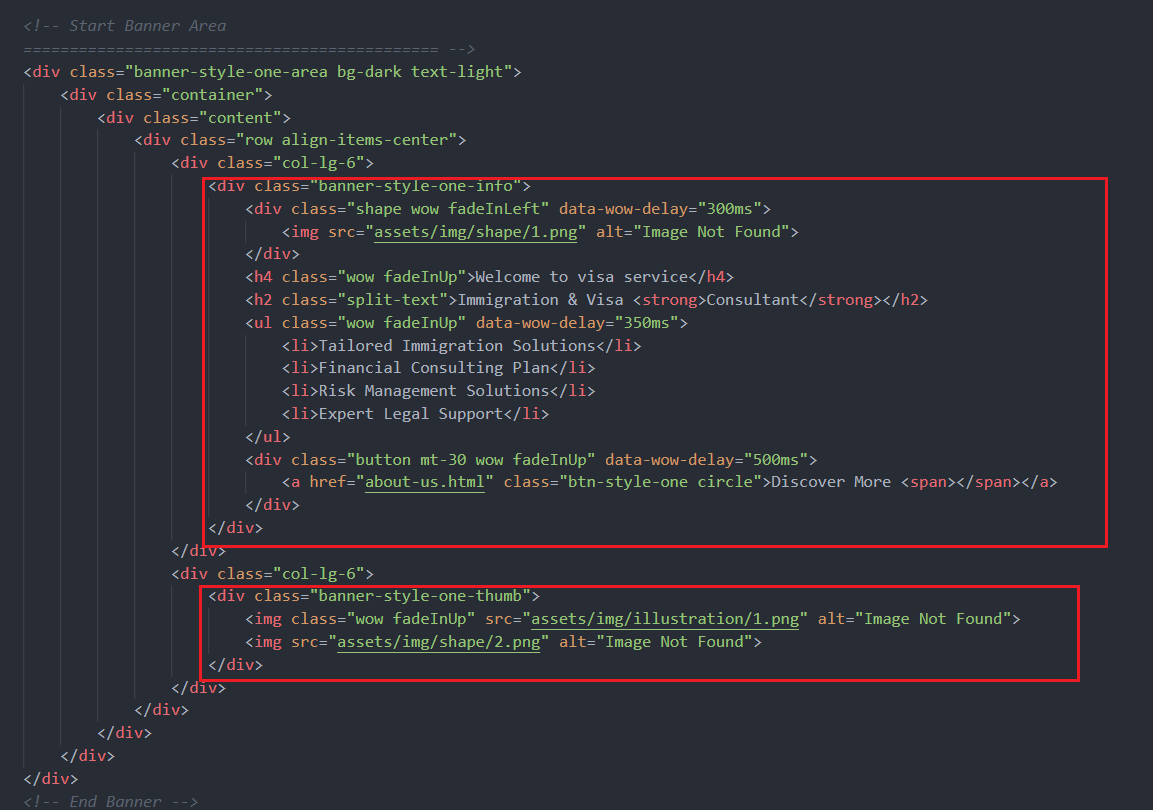 <!-- Start Banner Area
============================================= -->
<div class="banner-style-one-area bg-dark text-light">
    <div class="container">
        <div class="content">
            <div class="row align-items-center">
                <div class="col-lg-6">
                    <div class="banner-style-one-info">
                        <div class="shape wow fadeInLeft" data-wow-delay="300ms">
                            <img src="assets/img/shape/1.png" alt="Image Not Found">
                        </div>
                        <h4 class="wow fadeInUp">Welcome to visa service</h4>
                        <h2 class="split-text">Immigration & Visa <strong>Consultant</strong></h2>
                        <ul class="wow fadeInUp" data-wow-delay="350ms">
                            <li>Tailored Immigration Solutions</li>
                            <li>Financial Consulting Plan</li>
                            <li>Risk Management Solutions</li>
                            <li>Expert Legal Support</li>
                        </ul>
                        <div class="button mt-30 wow fadeInUp" data-wow-delay="500ms">
                            <a href="about-us.html" class="btn-style-one circle">Discover More <span></span></a>
                        </div>
                    </div>
                </div>
                <div class="col-lg-6">
                    <div class="banner-style-one-thumb">
                        <img class="wow fadeInUp" src="assets/img/illustration/1.png" alt="Image Not Found">
                        <img src="assets/img/shape/2.png" alt="Image Not Found">
                    </div>
                </div>
            </div>
        </div>
    </div>
</div>
<!-- End Banner -->